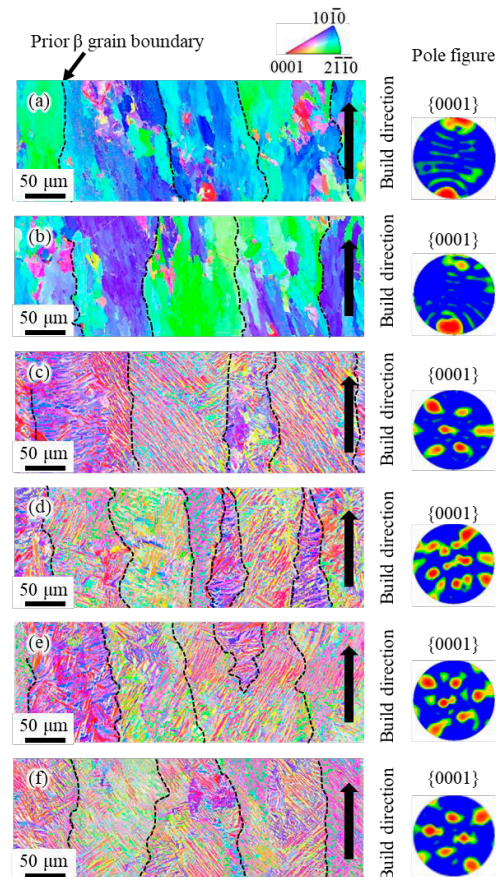 101̅0
Prior β grain boundary
0001
21̅1̅0
Pole figure
(a)
50 μm
Build direction
{0001}
(b)
50 μm
Build direction
{0001}
(c)
50 μm
Build direction
{0001}
(d)
50 μm
Build direction
{0001}
(e)
50 μm
Build direction
{0001}
(f)
50 μm
Build direction
{0001}